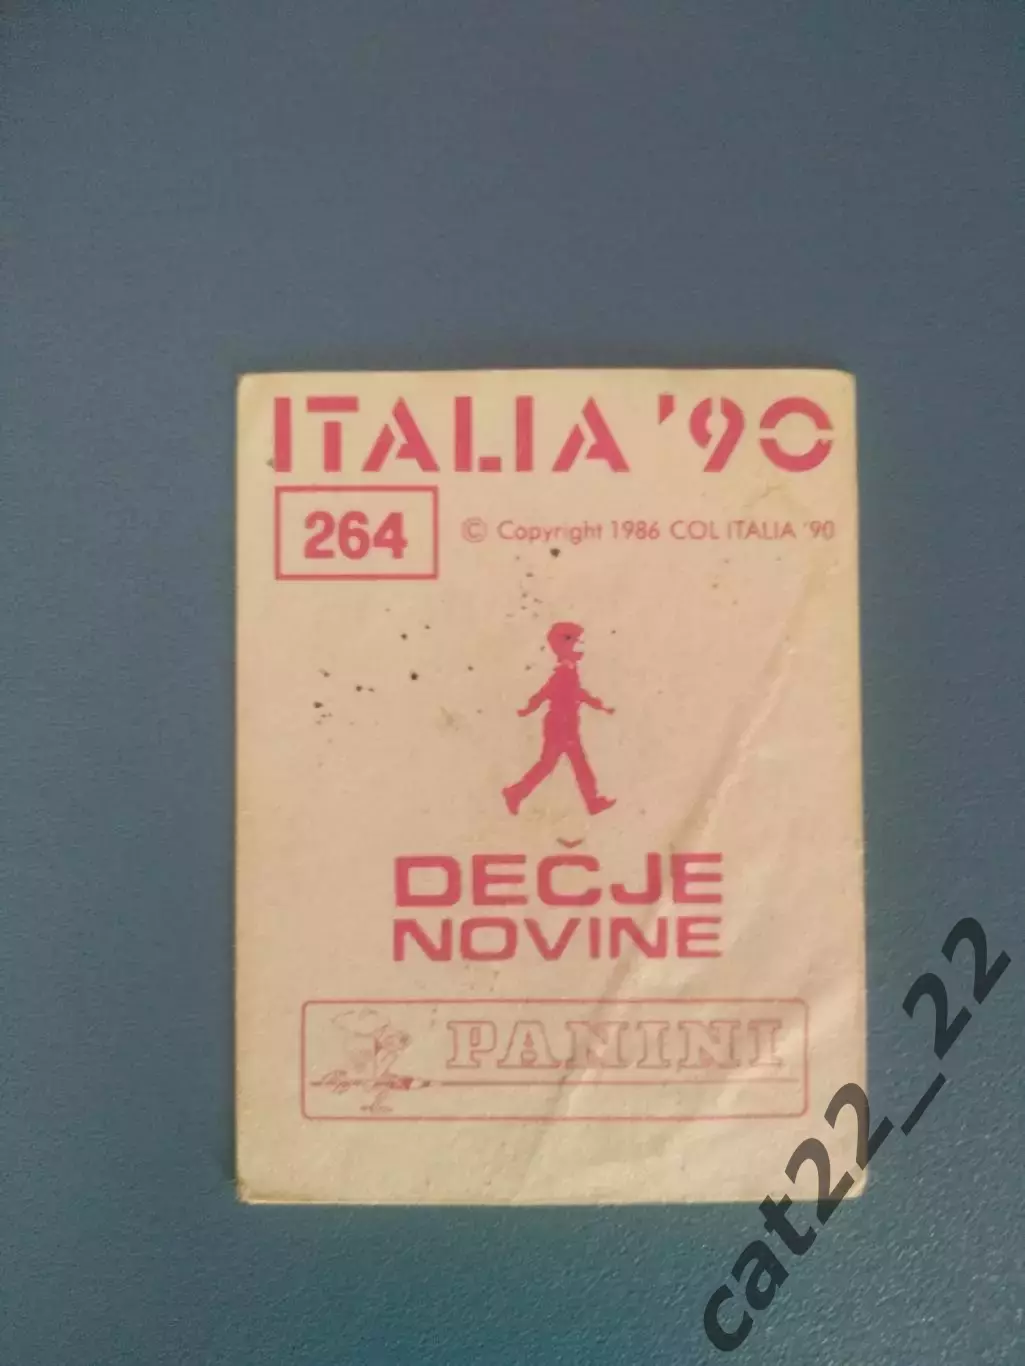 ITALIA '90
264
© Copyright 1986 COL ITALIA '90
DEČJE
NOVINE
PANINI
cat22_22